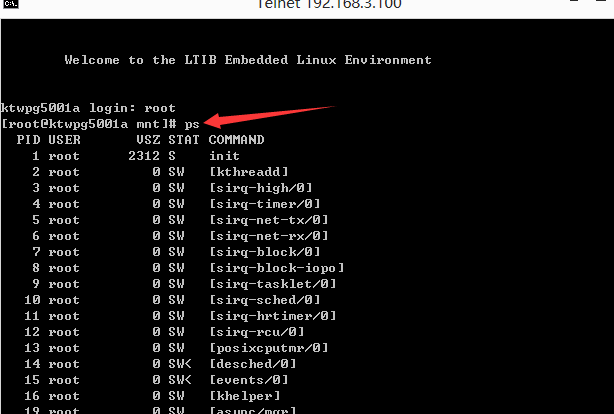 Telnet 192.168.3.100
C:\.
Welcome to the LTIB Embedded Linux Environment
ktwpg5001a login: root
[root@ktwpg5001a mnt]# ps
PID USER VSZ STAT COMMAND
1 root 2312 S init
2 root 0 SW [kthreadd]
3 root 0 SW [sirq-high/0]
4 root 0 SW [sirq-timer/0]
5 root 0 SW [sirq-net-tx/0]
6 root 0 SW [sirq-net-rx/0]
7 root 0 SW [sirq-block/0]
8 root 0 SW [sirq-block-iopo]
9 root 0 SW [sirq-tasklet/0]
10 root 0 SW [sirq-sched/0]
11 root 0 SW [sirq-hrtimer/0]
12 root 0 SW [sirq-rcu/0]
13 root 0 SW [posixcputmr/0]
14 root 0 SW< [desched/0]
15 root 0 SW< [events/0]
16 root 0 SW [khelper]
19 root 0 SW [async/mgr]